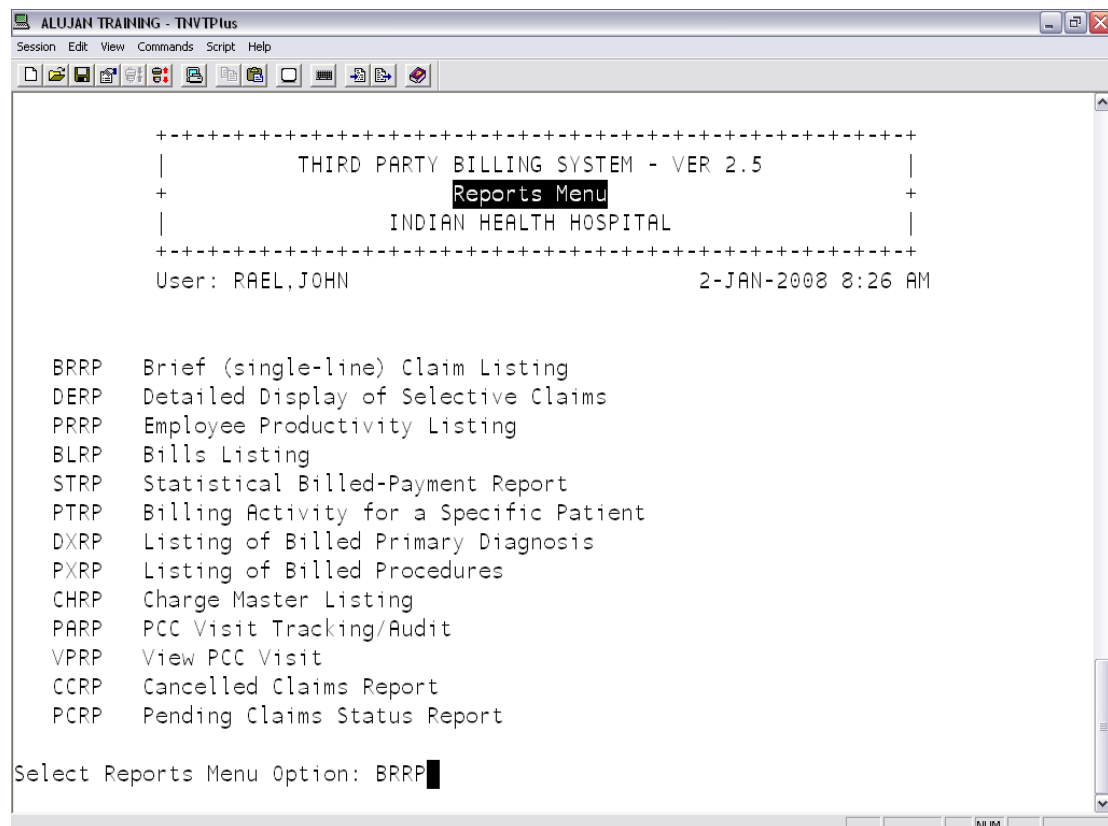 ALUJAN TRAINING - TNVTPlus
Session Edit View Commands Script Help
+-+-+-+-+-+-+-+-+-+-+-+-+-+-+-+-+-+-+-+-+-+-+-+-+-+-+-+-+-+
| THIRD PARTY BILLING SYSTEM - VER 2.5 |
+ Reports Menu +
| INDIAN HEALTH HOSPITAL |
+-+-+-+-+-+-+-+-+-+-+-+-+-+-+-+-+-+-+-+-+-+-+-+-+-+-+-+-+-+
User: RAEL,JOHN 2-JAN-2008 8:26 AM
BRRP Brief (single-line) Claim Listing
DERP Detailed Display of Selective Claims
PRRP Employee Productivity Listing
BLRP Bills Listing
STRP Statistical Billed-Payment Report
PTRP Billing Activity for a Specific Patient
DXRP Listing of Billed Primary Diagnosis
PXRP Listing of Billed Procedures
CHRP Charge Master Listing
PARP PCC Visit Tracking/Audit
VPRP View PCC Visit
CCRP Cancelled Claims Report
PCRP Pending Claims Status Report
Select Reports Menu Option: BRRP
NUM